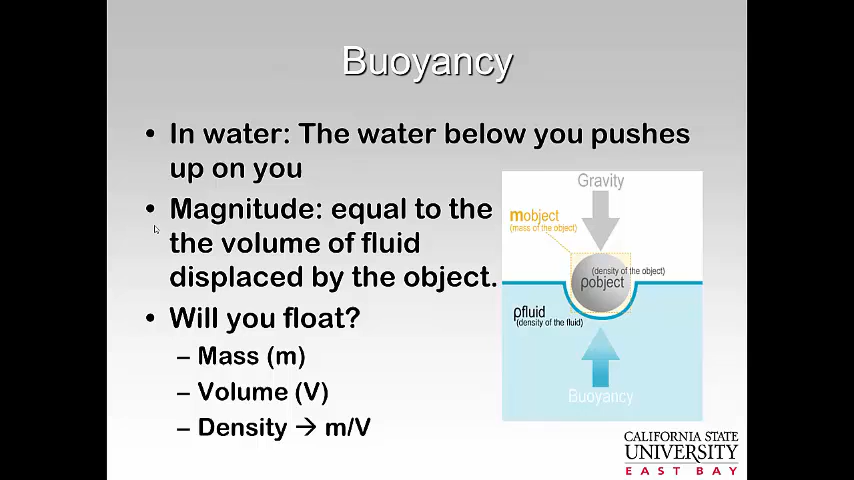 Buoyancy
• In water: The water below you pushes
up on you
• Magnitude: equal to the
the volume of fluid
displaced by the object.
• Will you float?
– Mass (m)
– Volume (V)
– Density → m/V
Gravity
mobject
(mass of the object)
(density of the object)
ρobject
ρfluid
(density of the fluid)
Buoyancy
CALIFORNIA STATE
UNIVERSITY
EAST BAY